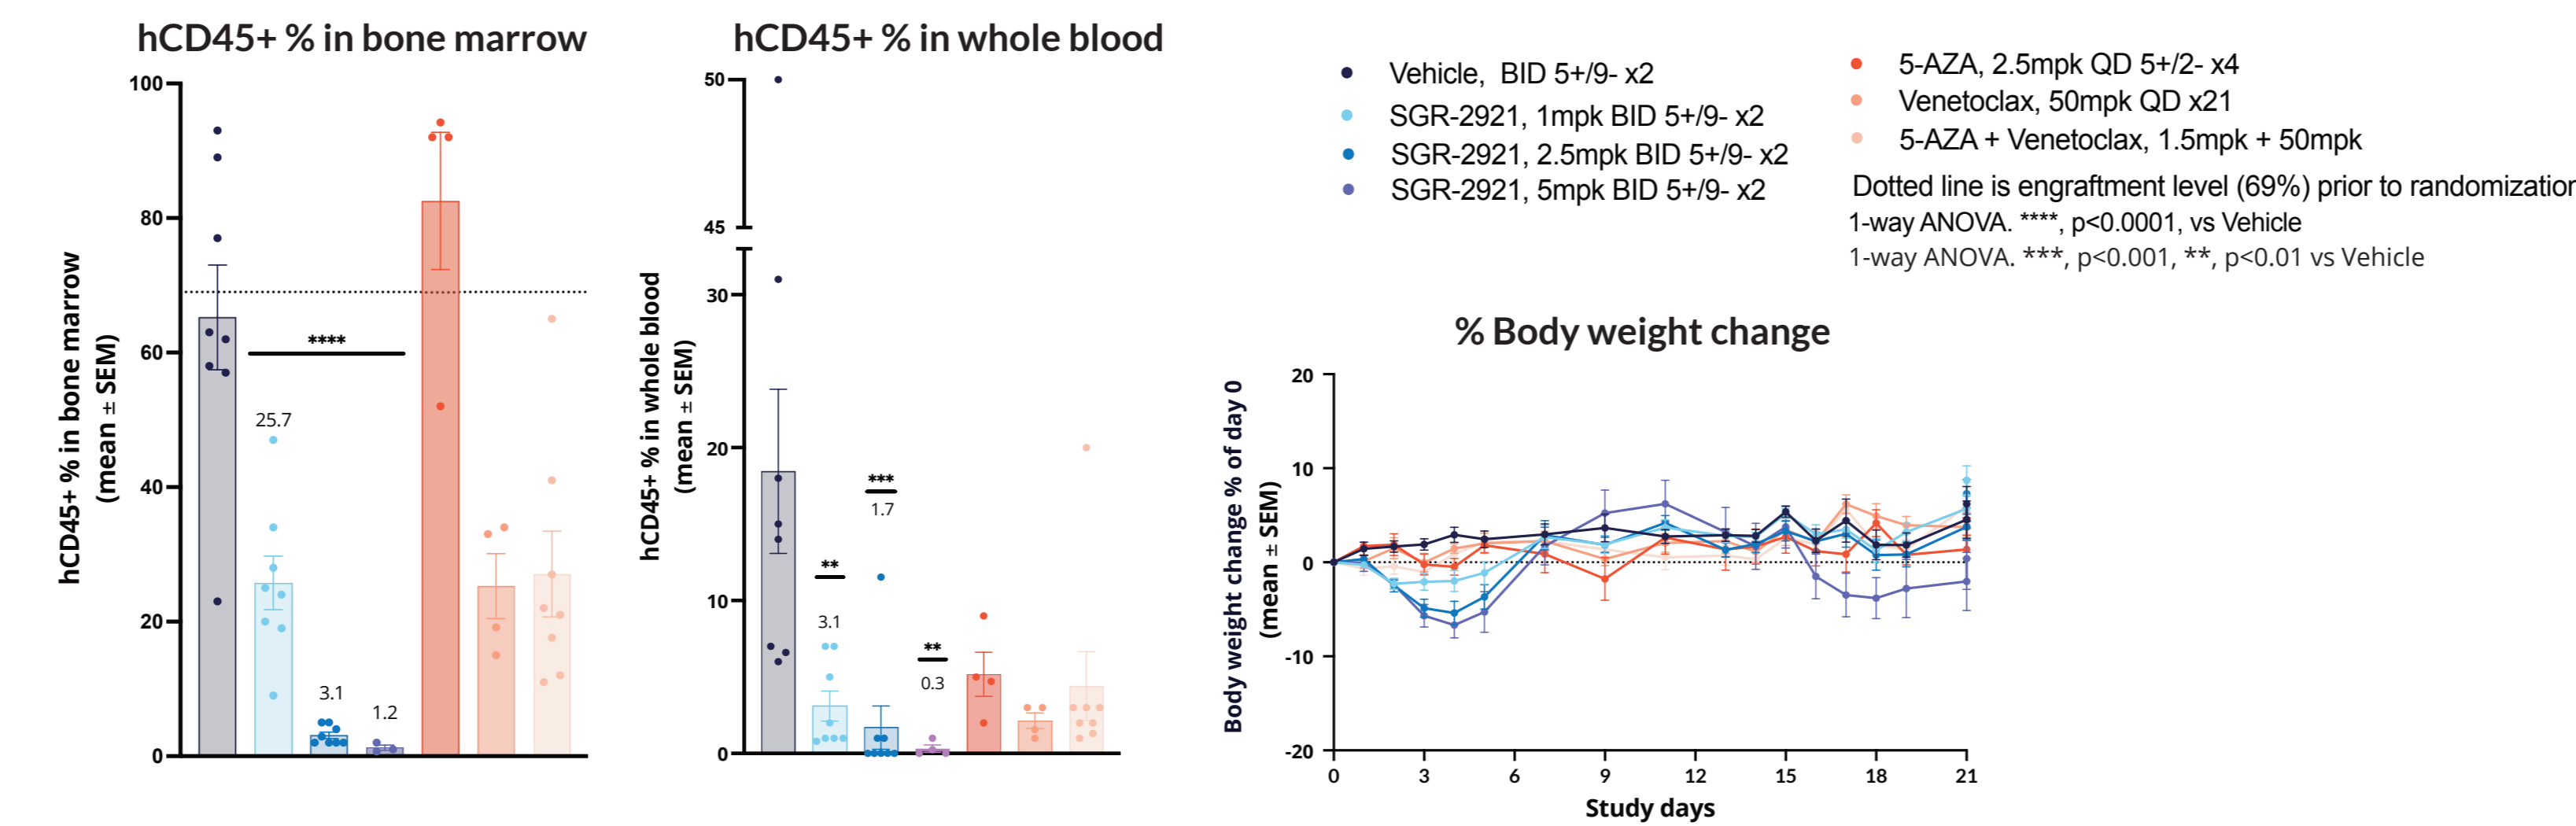 hCD45+ % in bone marrow
100
80
60
40
20
0
hCD45+ % in bone marrow
(mean ± SEM)
****
25.7
3.1
1.2
hCD45+ % in whole blood
50
45
30
20
10
0
hCD45+ % in whole blood
(mean ± SEM)
**
3.1
***
1.7
**
0.3
Vehicle, BID 5+/9- x2
SGR-2921, 1mpk BID 5+/9- x2
SGR-2921, 2.5mpk BID 5+/9- x2
SGR-2921, 5mpk BID 5+/9- x2
5-AZA, 2.5mpk QD 5+/2- x4
Venetoclax, 50mpk QD x21
5-AZA + Venetoclax, 1.5mpk + 50mpk
Dotted line is engraftment level (69%) prior to randomization
1-way ANOVA. ****, p<0.0001, vs Vehicle
1-way ANOVA. ***, p<0.001, **, p<0.01 vs Vehicle
% Body weight change
20
10
0
-10
-20
Body weight change % of day 0
(mean ± SEM)
0 3 6 9 12 15 18 21
Study days